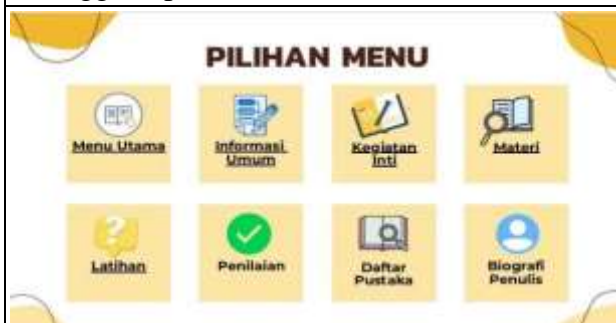 PILIHAN MENU
Menu Utama
Informasi
Umum
Kegiatan
Inti
Materi
Latihan
Penilaian
Daftar
Pustaka
Biografi
Penulis